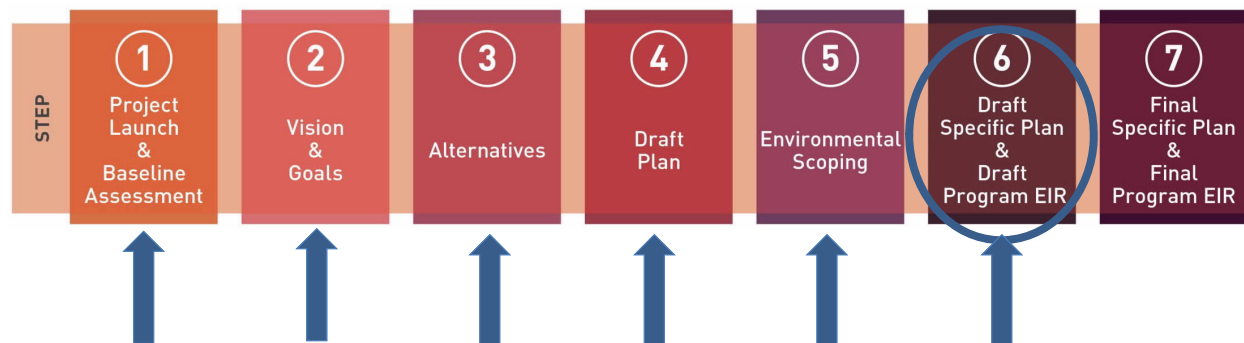 STEP
1
Project
Launch
&
Baseline
Assessment
2
Vision
&
Goals
3
Alternatives
4
Draft
Plan
5
Environmental
Scoping
6
Draft
Specific Plan
&
Draft
Program EIR
7
Final
Specific Plan
&
Final
Program EIR